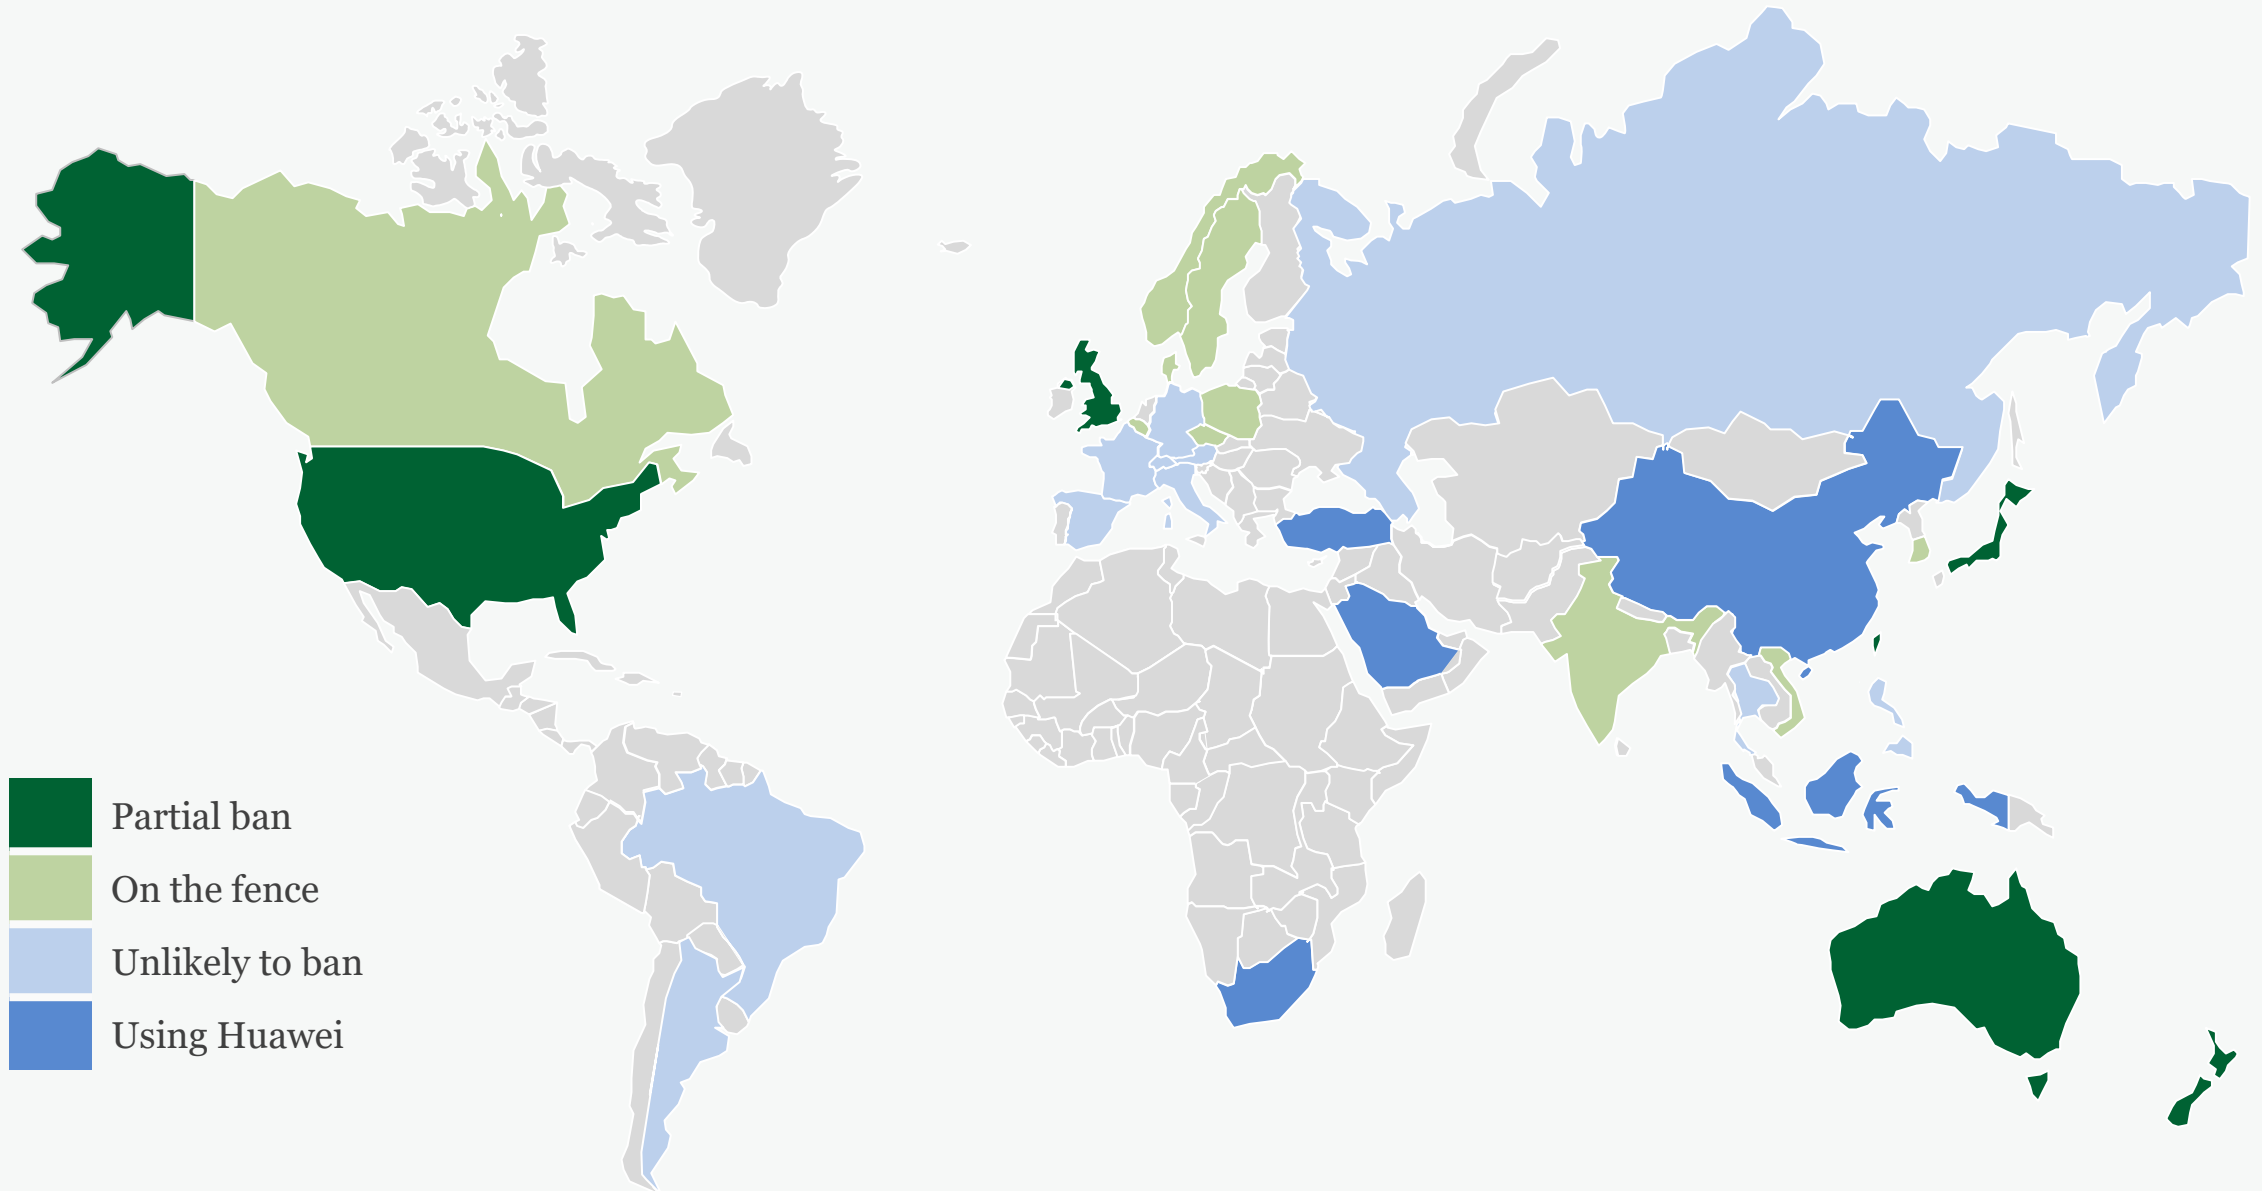 Partial ban
On the fence
Unlikely to ban
Using Huawei